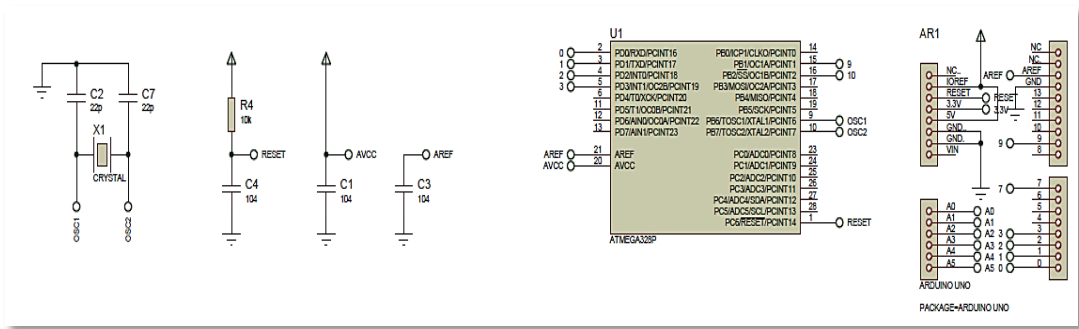 C2
22p
C7
22p
X1
CRYSTAL
OSC1
OSC2
R4
10k
RESET
C4
104
AVCC
C1
104
AREF
C3
104
U1
0 2 PD0/RXD/PCINT16
1 3 PD1/TXD/PCINT17
2 4 PD2/INT0/PCINT18
3 5 PD3/INT1/OC2B/PCINT19
6 PD4/T0/XCK/PCINT20
11 PD5/T1/OC0B/PCINT21
12 PD6/AIN0/OC0A/PCINT22
13 PD7/AIN1/PCINT23
AREF 21 AREF
AVCC 20 AVCC
PB0/ICP1/CLKO/PCINT0 14
PB1/OC1A/PCINT1 15 9
PB2/SS/OC1B/PCINT2 16 10
PB3/MOSI/OC2A/PCINT3 17
PB4/MISO/PCINT4 18
PB5/SCK/PCINT5 19
PB6/TOSC1/XTAL1/PCINT6 9 OSC1
PB7/TOSC2/XTAL2/PCINT7 10 OSC2
PC0/ADC0/PCINT8 23
PC1/ADC1/PCINT9 24
PC2/ADC2/PCINT10 25
PC3/ADC3/PCINT11 26
PC4/ADC4/SDA/PCINT12 27
PC5/ADC5/SCL/PCINT13 28
PC6/RESET/PCINT14 1 RESET
ATMEGA328P
AR1
NC.
IOREF
RESET RESET
3.3V 3.3V
5V
GND.
GND.
VIN
NC
NC.
AREF AREF
GND
13
12
11
10
9 9
8
A0 A0
A1 A1
A2 A2
A3 A3
A4 A4
A5 A5
7 7
6
5
4
3 3
2 2
1 1
0 0
ARDUINO UNO
PACKAGE=ARDUINO UNO